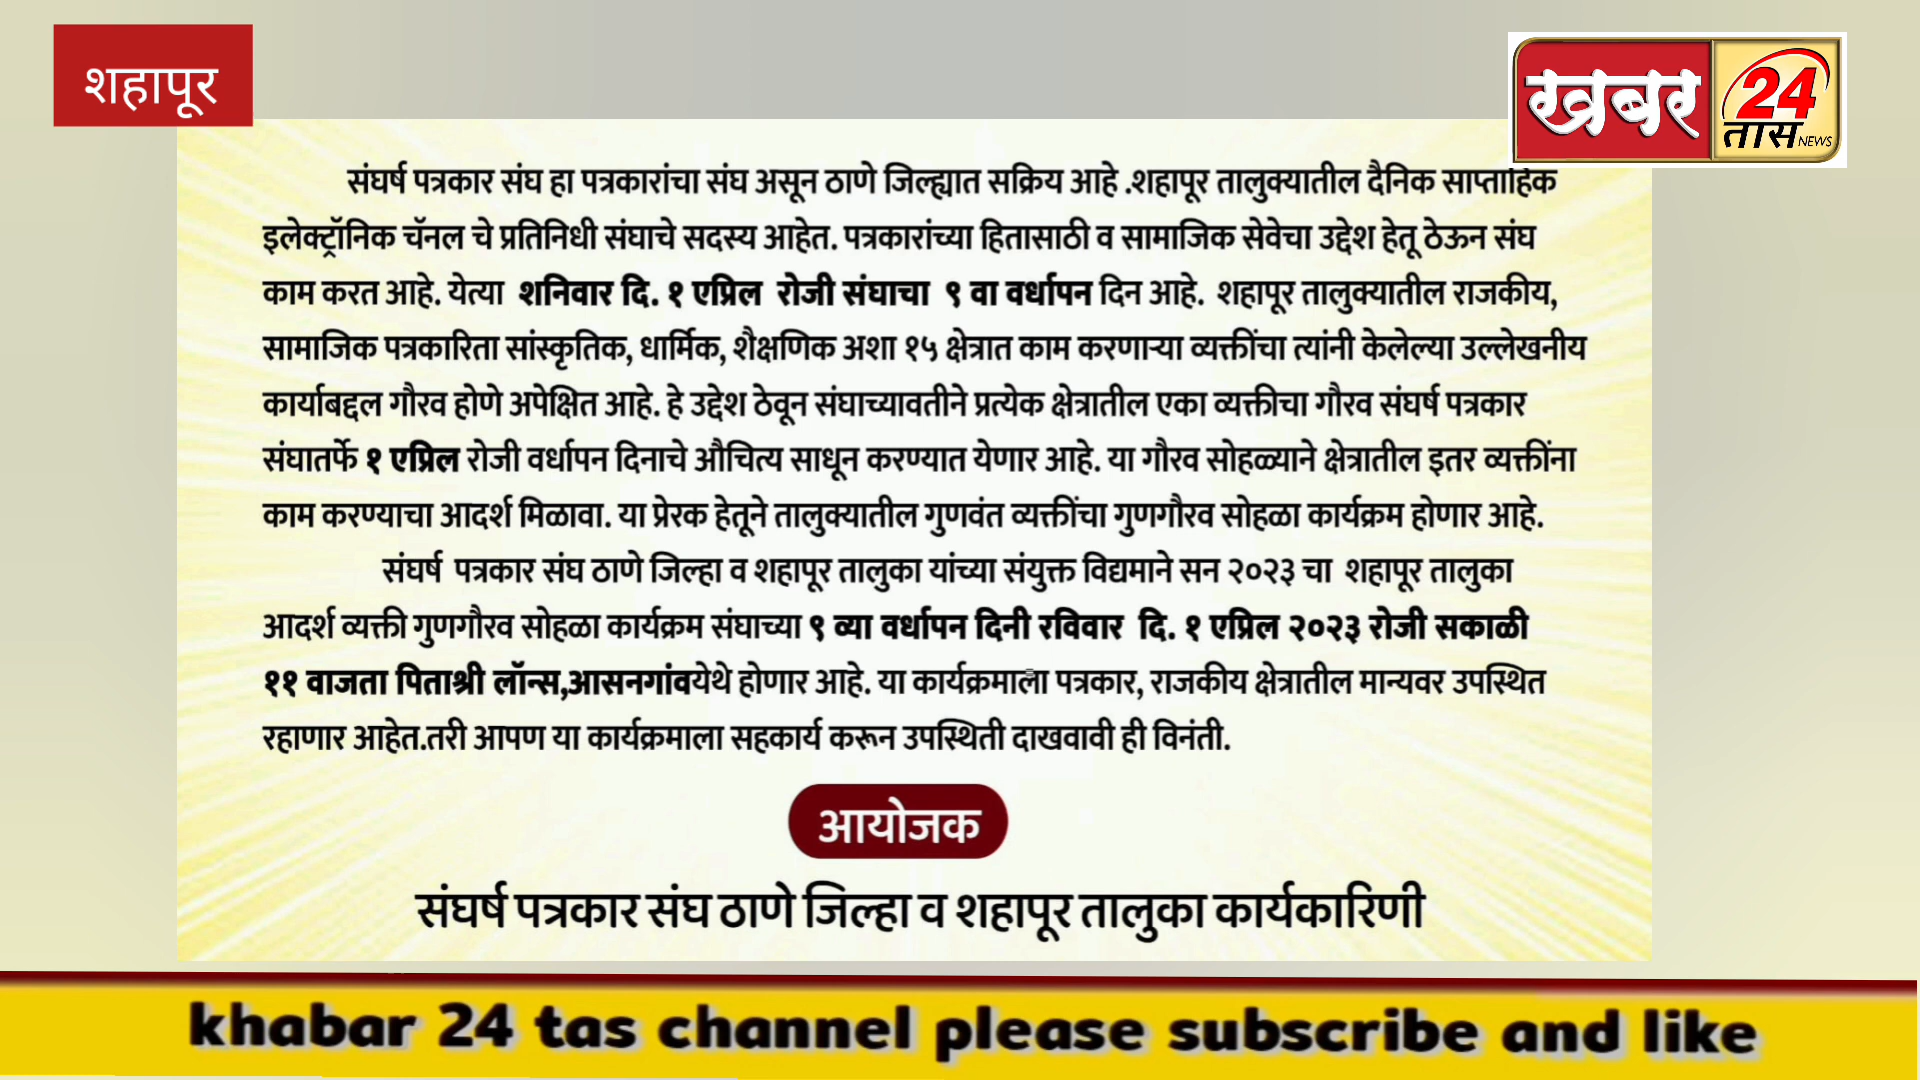 शहापूर
खबर 24 तास NEWS
संघर्ष पत्रकार संघ हा पत्रकारांचा संघ असून ठाणे जिल्ह्यात सक्रिय आहे .शहापूर तालुक्यातील दैनिक साप्ताहिक
इलेक्ट्रॉनिक चॅनल चे प्रतिनिधी संघाचे सदस्य आहेत. पत्रकारांच्या हितासाठी व सामाजिक सेवेचा उद्देश हेतू ठेऊन संघ
काम करत आहे. येत्या शनिवार दि. १ एप्रिल रोजी संघाचा ९ वा वर्धापन दिन आहे. शहापूर तालुक्यातील राजकीय,
सामाजिक पत्रकारिता सांस्कृतिक, धार्मिक, शैक्षणिक अशा १५ क्षेत्रात काम करणाऱ्या व्यक्तींचा त्यांनी केलेल्या उल्लेखनीय
कार्याबद्दल गौरव होणे अपेक्षित आहे. हे उद्देश ठेवून संघाच्यावतीने प्रत्येक क्षेत्रातील एका व्यक्तीचा गौरव संघर्ष पत्रकार
संघातर्फे १ एप्रिल रोजी वर्धापन दिनाचे औचित्य साधून करण्यात येणार आहे. या गौरव सोहळ्याने क्षेत्रातील इतर व्यक्तींना
काम करण्याचा आदर्श मिळावा. या प्रेरक हेतूने तालुक्यातील गुणवंत व्यक्तींचा गुणगौरव सोहळा कार्यक्रम होणार आहे.
संघर्ष पत्रकार संघ ठाणे जिल्हा व शहापूर तालुका यांच्या संयुक्त विद्यमाने सन २०२३ चा शहापूर तालुका
आदर्श व्यक्ती गुणगौरव सोहळा कार्यक्रम संघाच्या ९ व्या वर्धापन दिनी रविवार दि. १ एप्रिल २०२३ रोजी सकाळी
११ वाजता पिताश्री लॉन्स,आसनगांवयेथे होणार आहे. या कार्यक्रमाला पत्रकार, राजकीय क्षेत्रातील मान्यवर उपस्थित
रहाणार आहेत.तरी आपण या कार्यक्रमाला सहकार्य करून उपस्थिती दाखवावी ही विनंती.
आयोजक
संघर्ष पत्रकार संघ ठाणे जिल्हा व शहापूर तालुका कार्यकारिणी
khabar 24 tas channel please subscribe and like